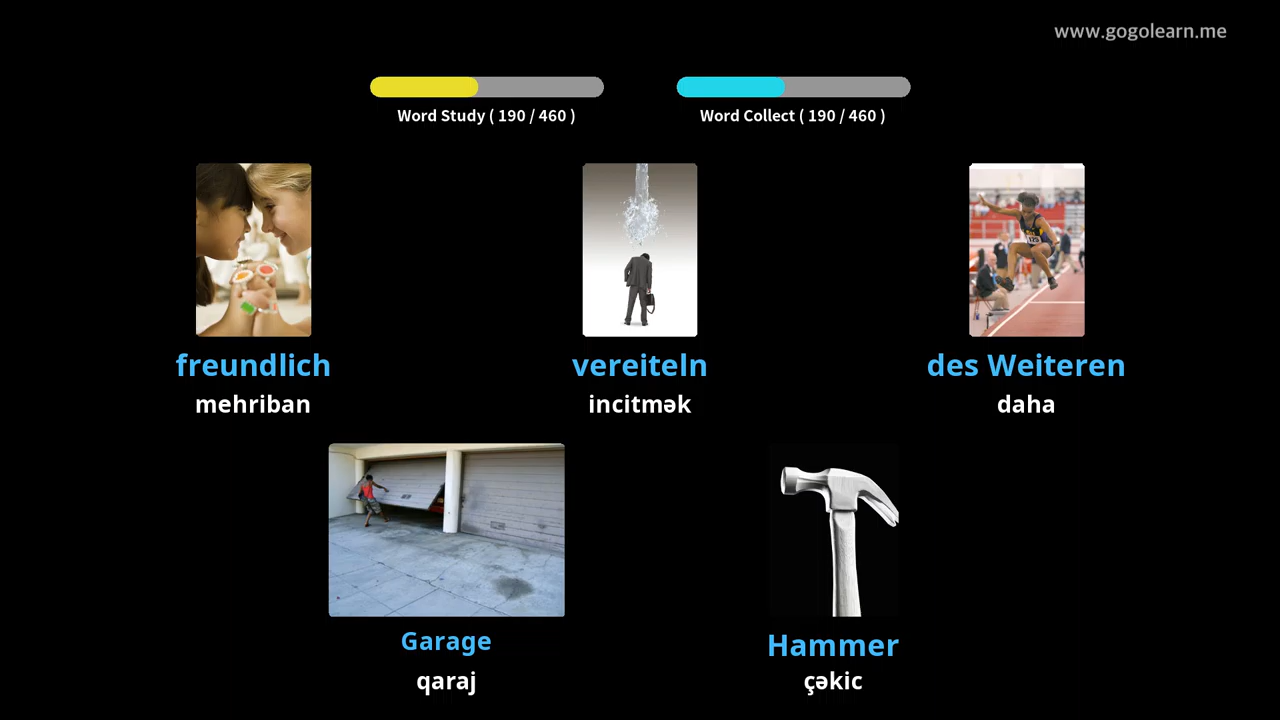 www.gogolearn.me
Word Study ( 190 / 460 )
Word Collect ( 190 / 460 )
freundlich
mehriban
vereiteln
incitmək
des Weiteren
daha
Garage
qaraj
Hammer
çəkic